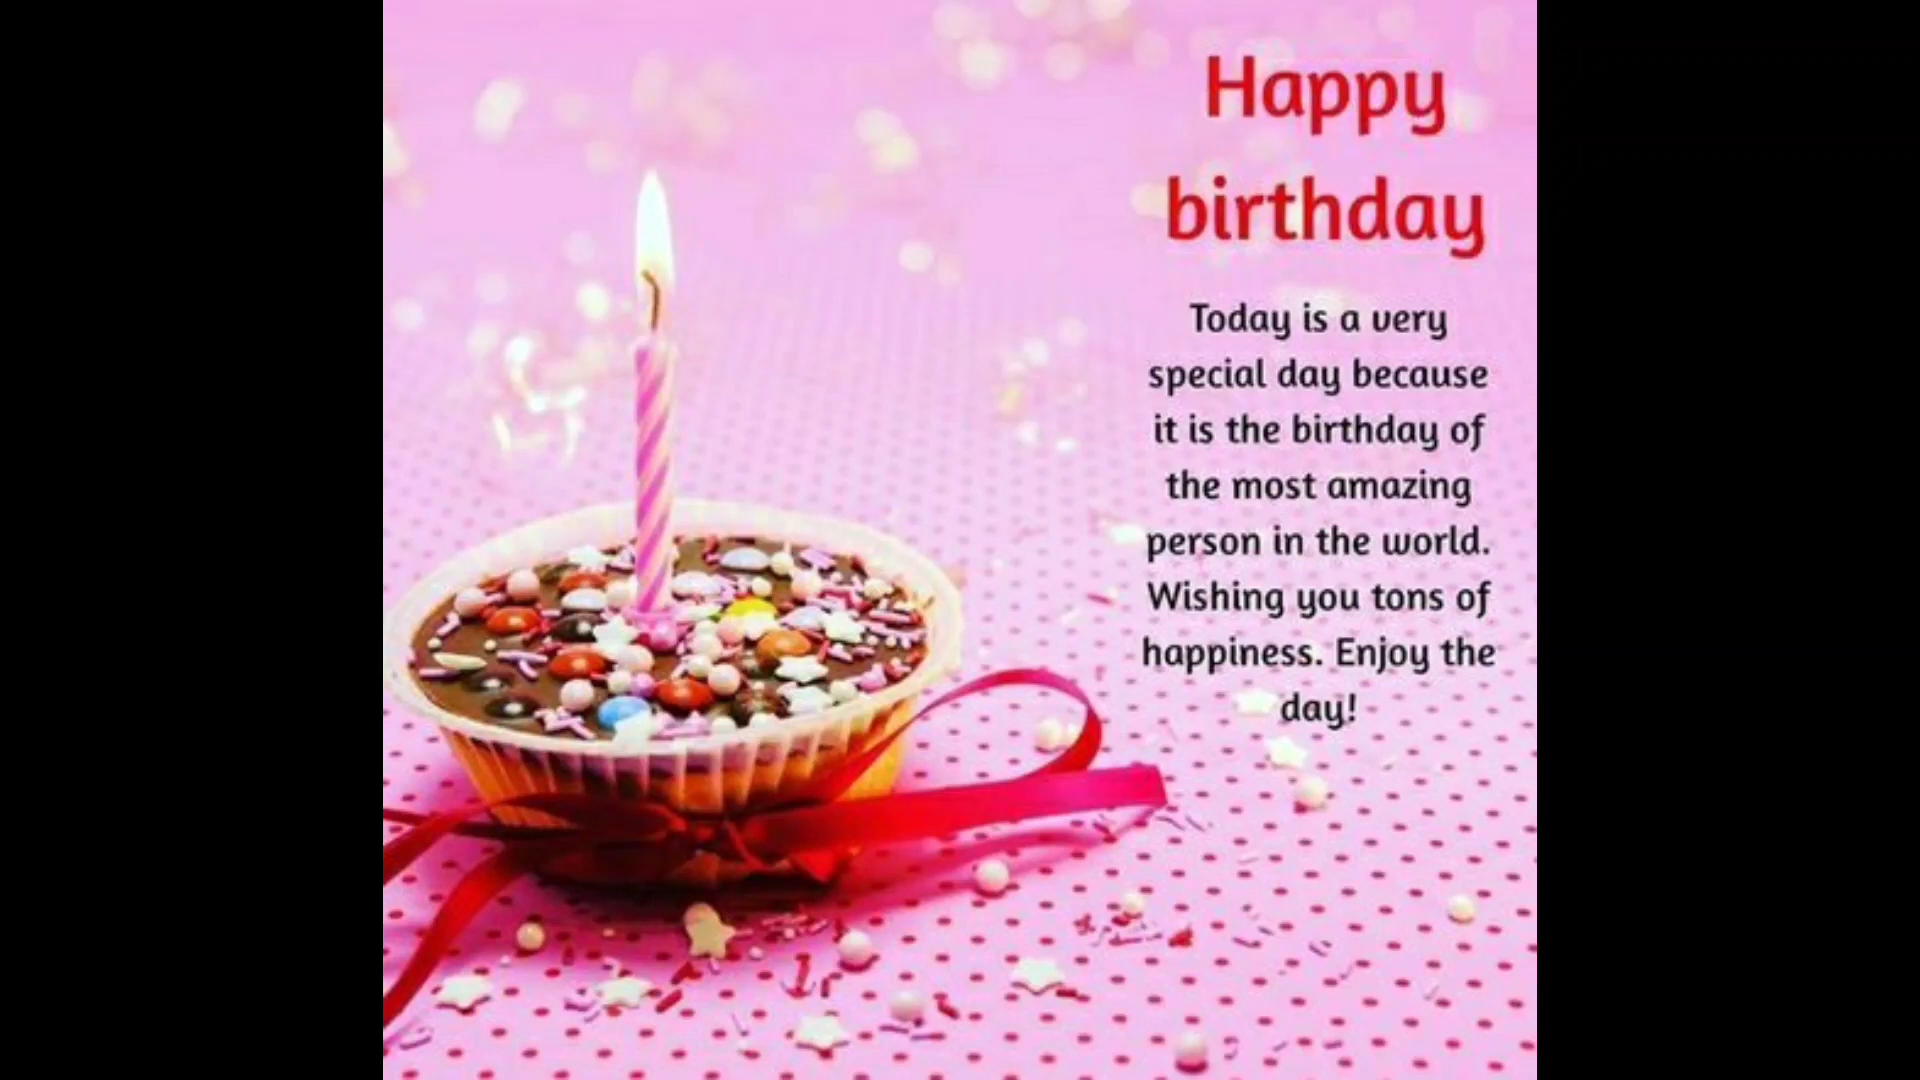 Happy
birthday
Today is a very
special day because
it is the birthday of
the most amazing
person in the world.
Wishing you tons of
happiness. Enjoy the
day!